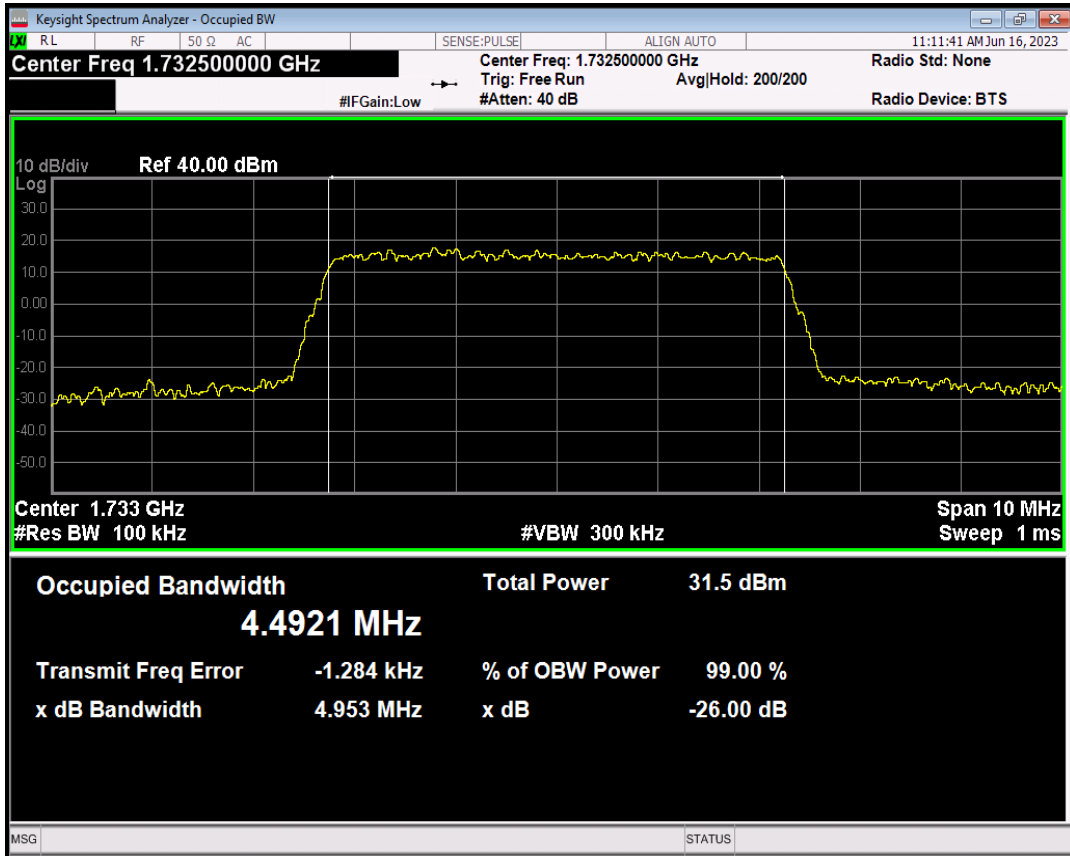 Keysight Spectrum Analyzer - Occupied BW
LXI RL RF 50 Ω AC SENSE:PULSE ALIGN AUTO 11:11:41 AM Jun 16, 2023
Center Freq 1.732500000 GHz Center Freq: 1.732500000 GHz Radio Std: None
Trig: Free Run Avg|Hold: 200/200
#IFGain:Low #Atten: 40 dB Radio Device: BTS
10 dB/div Ref 40.00 dBm
Log
30.0
20.0
10.0
0.00
-10.0
-20.0
-30.0
-40.0
-50.0
Center 1.733 GHz Span 10 MHz
#Res BW 100 kHz #VBW 300 kHz Sweep 1 ms
Occupied Bandwidth Total Power 31.5 dBm
4.4921 MHz
Transmit Freq Error -1.284 kHz % of OBW Power 99.00 %
x dB Bandwidth 4.953 MHz x dB -26.00 dB
MSG STATUS